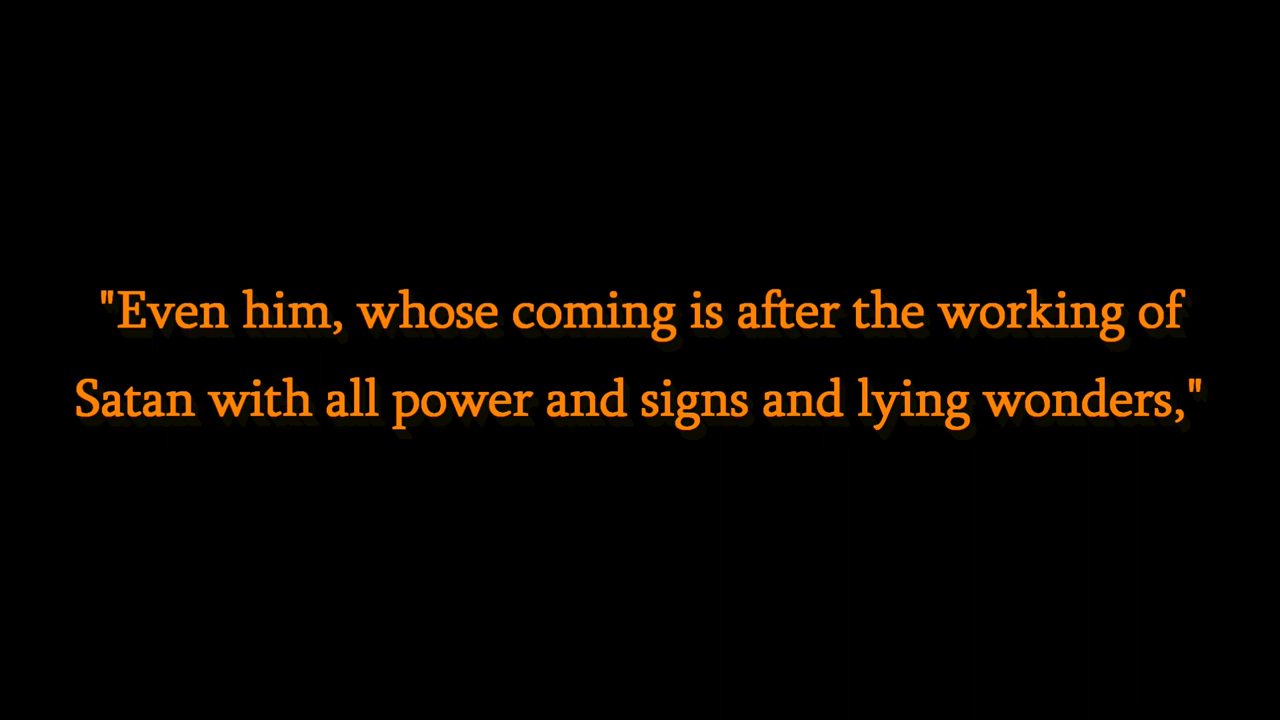 "Even him, whose coming is after the working of
Satan with all power and signs and lying wonders,"